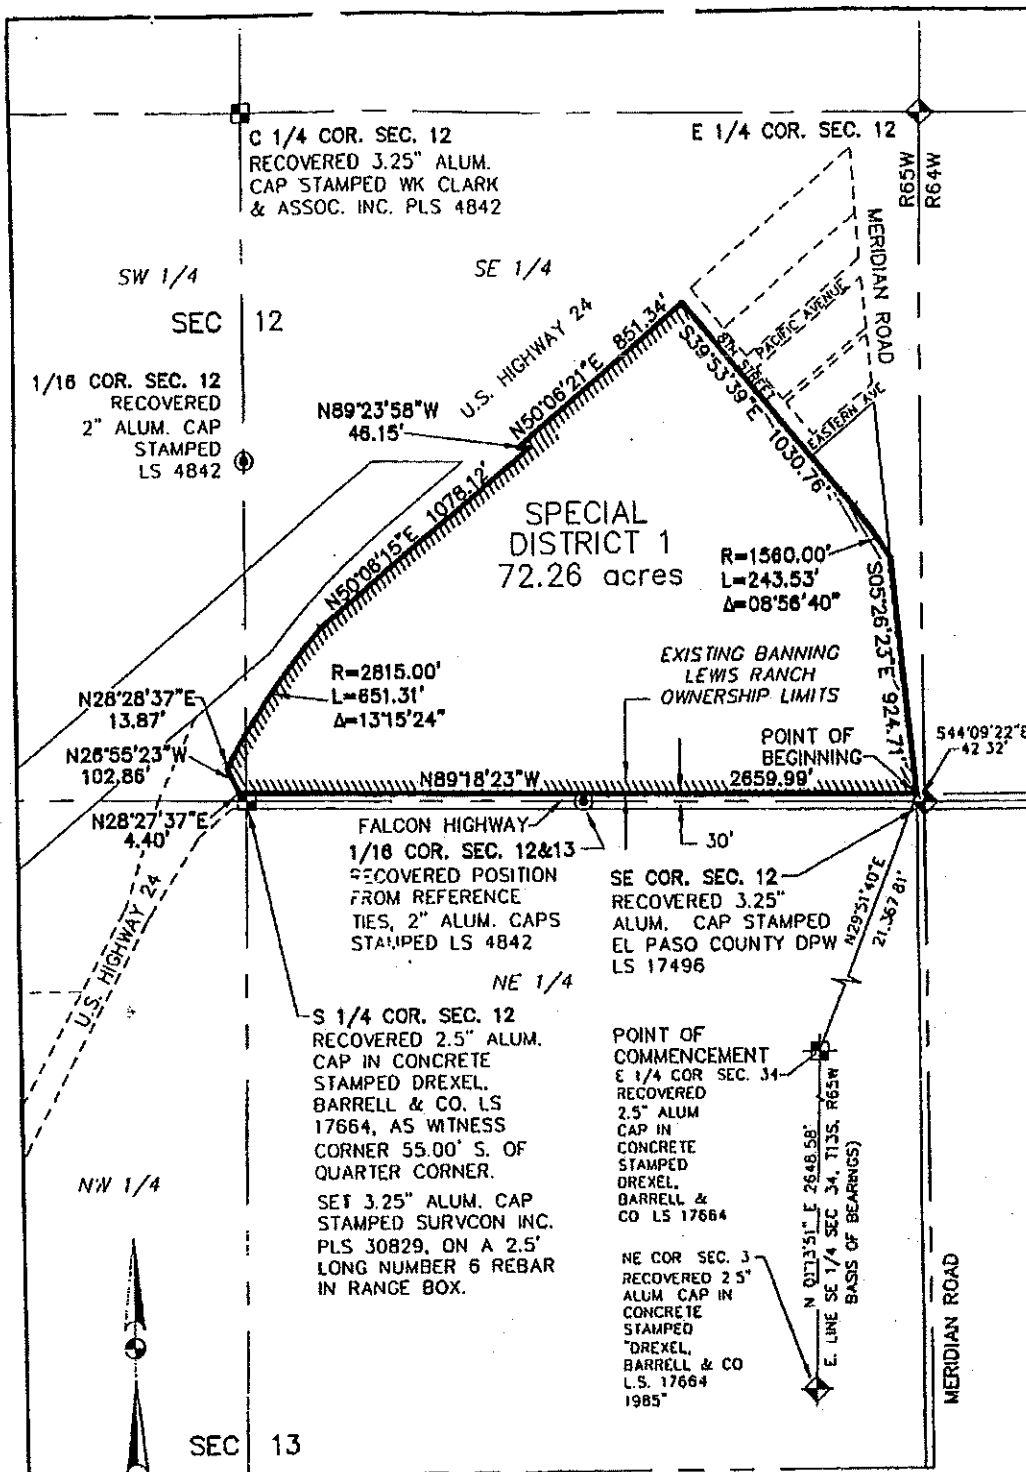 C 1/4 COR. SEC. 12
RECOVERED 3.25" ALUM.
CAP STAMPED WK CLARK
& ASSOC. INC. PLS 4842
E 1/4 COR. SEC. 12
R65W
R64W
MERIDIAN ROAD
SW 1/4
SE 1/4
SEC 12
U.S. HIGHWAY 24
1/16 COR. SEC. 12
RECOVERED
2" ALUM. CAP
STAMPED
LS 4842
N89°23'58"W
46.15'
N50°06'21"E 851.34'
S39°53'39"E 1030.76'
8TH STREET
PACIFIC AVENUE
EASTERN AVE
N50°06'15"E 1078.12'
SPECIAL
DISTRICT 1
72.26 acres
R=1560.00'
L=243.53'
Δ=08°56'40"
S05°26'23"E 924.71'
R=2815.00'
L=651.31'
Δ=13°15'24"
EXISTING BANNING
LEWIS RANCH
OWNERSHIP LIMITS
N28°28'37"E
13.87'
N26°55'23"W
102.86'
N28°27'37"E
4.40'
POINT OF
BEGINNING
S44°09'22"E
42.32'
N89°18'23"W 2659.99'
FALCON HIGHWAY
30'
1/16 COR. SEC. 12&13
RECOVERED POSITION
FROM REFERENCE
TIES, 2" ALUM. CAPS
STAMPED LS 4842
SE COR. SEC. 12
RECOVERED 3.25"
ALUM. CAP STAMPED
EL PASO COUNTY DPW
LS 17496
N29°51'40"E
21,367.81'
U.S. HIGHWAY 24
NE 1/4
S 1/4 COR. SEC. 12
RECOVERED 2.5" ALUM.
CAP IN CONCRETE
STAMPED DREXEL,
BARRELL & CO. LS
17664, AS WITNESS
CORNER 55.00' S. OF
QUARTER CORNER.
SET 3.25" ALUM. CAP
STAMPED SURVCON INC.
PLS 30829, ON A 2.5'
LONG NUMBER 6 REBAR
IN RANGE BOX.
POINT OF
COMMENCEMENT
E 1/4 COR SEC. 34
RECOVERED
2.5" ALUM
CAP IN
CONCRETE
STAMPED
DREXEL,
BARRELL &
CO LS 17664
NW 1/4
NE COR SEC. 3
RECOVERED 2 5"
ALUM CAP IN
CONCRETE
STAMPED
"DREXEL,
BARRELL & CO
L.S. 17664
1985"
N 01°13'51" E 2648.58'
E. LINE SE 1/4 SEC 34, T13S, R65W
BASIS OF BEARINGS)
MERIDIAN ROAD
SEC 13